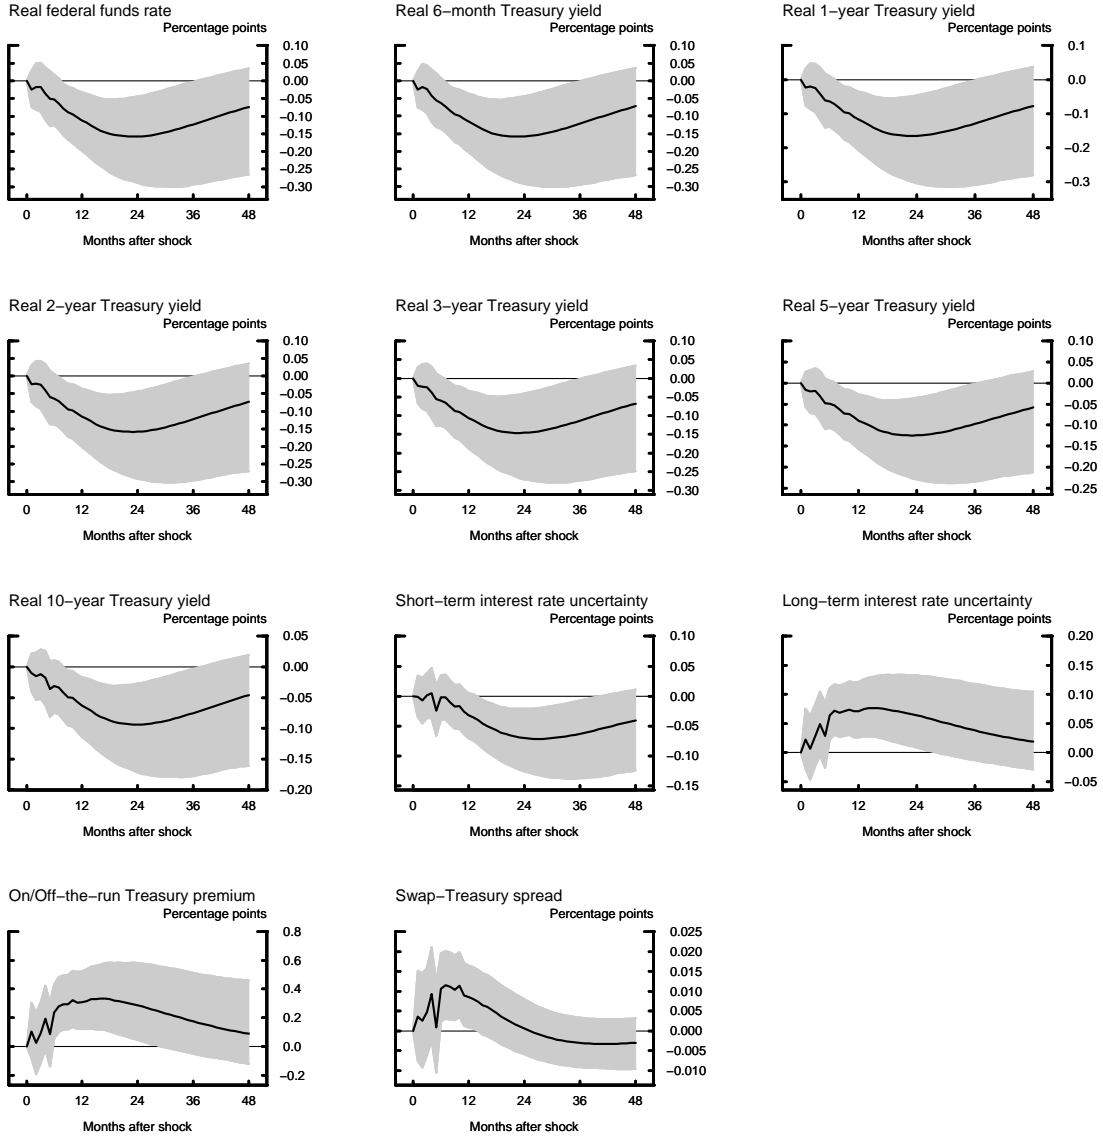 Real federal funds rate
Percentage points
0.10
0.05
0.00
−0.05
−0.10
−0.15
−0.20
−0.25
−0.30
0 12 24 36 48
Months after shock
Real 6−month Treasury yield
Percentage points
0.10
0.05
0.00
−0.05
−0.10
−0.15
−0.20
−0.25
−0.30
0 12 24 36 48
Months after shock
Real 1−year Treasury yield
Percentage points
0.1
0.0
−0.1
−0.2
−0.3
0 12 24 36 48
Months after shock
Real 2−year Treasury yield
Percentage points
0.10
0.05
0.00
−0.05
−0.10
−0.15
−0.20
−0.25
−0.30
0 12 24 36 48
Months after shock
Real 3−year Treasury yield
Percentage points
0.10
0.05
0.00
−0.05
−0.10
−0.15
−0.20
−0.25
−0.30
0 12 24 36 48
Months after shock
Real 5−year Treasury yield
Percentage points
0.10
0.05
0.00
−0.05
−0.10
−0.15
−0.20
−0.25
0 12 24 36 48
Months after shock
Real 10−year Treasury yield
Percentage points
0.05
0.00
−0.05
−0.10
−0.15
−0.20
0 12 24 36 48
Months after shock
Short−term interest rate uncertainty
Percentage points
0.10
0.05
0.00
−0.05
−0.10
−0.15
0 12 24 36 48
Months after shock
Long−term interest rate uncertainty
Percentage points
0.20
0.15
0.10
0.05
0.00
−0.05
0 12 24 36 48
Months after shock
On/Off−the−run Treasury premium
Percentage points
0.8
0.6
0.4
0.2
0.0
−0.2
0 12 24 36 48
Months after shock
Swap−Treasury spread
Percentage points
0.025
0.020
0.015
0.010
0.005
0.000
−0.005
−0.010
0 12 24 36 48
Months after shock